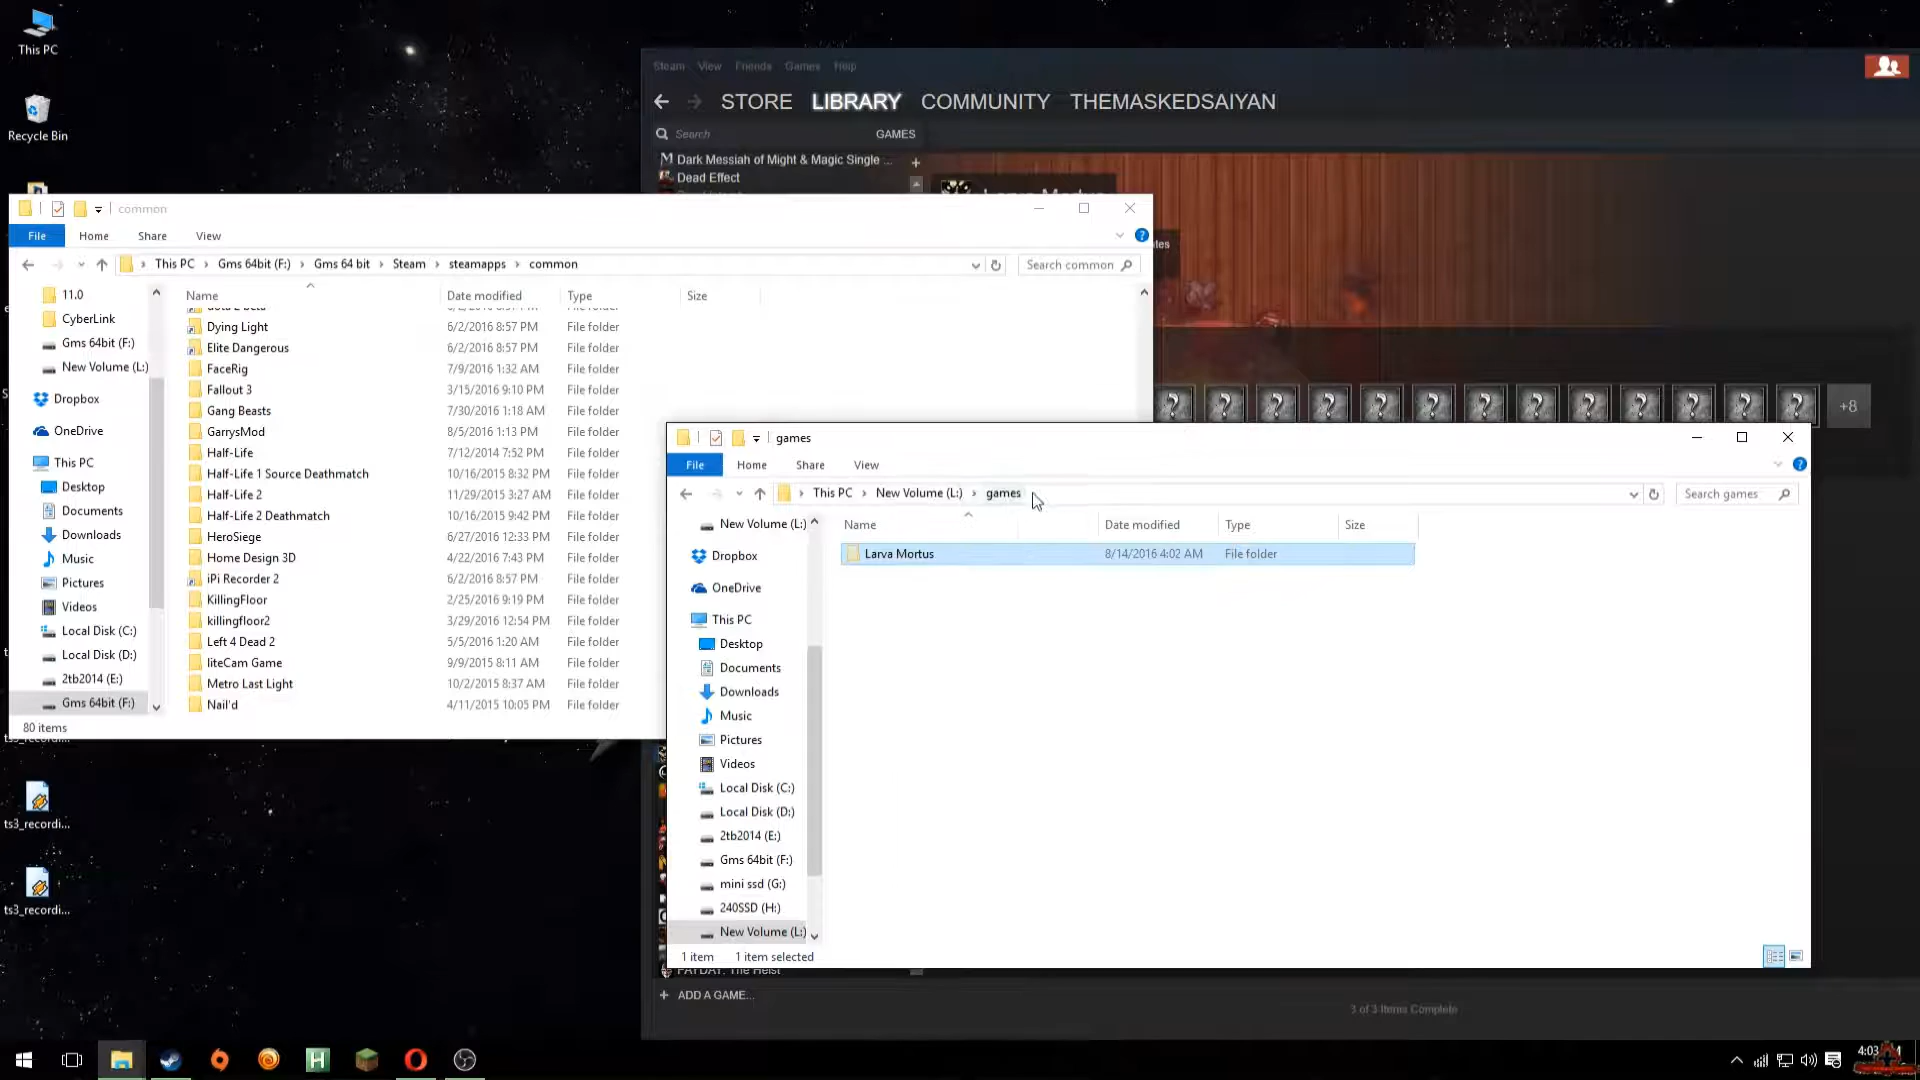 This PC
Recycle Bin
ts3_recordi...
ts3_recordi...
Steam View Friends Games Help
STORE LIBRARY COMMUNITY THEMASKEDSAIYAN
Search GAMES
Dark Messiah of Might & Magic Single ...
Dead Effect
+8
ADD A GAME...
3 of 3 Items Complete
common
File Home Share View
This PC Gms 64bit (F:) Gms 64 bit Steam steamapps common
Search common
11.0
CyberLink
Gms 64bit (F:)
New Volume (L:)
Dropbox
OneDrive
This PC
Desktop
Documents
Downloads
Music
Pictures
Videos
Local Disk (C:)
Local Disk (D:)
2tb2014 (E:)
Gms 64bit (F:)
Name Date modified Type Size
Dying Light 6/2/2016 8:57 PM File folder
Elite Dangerous 6/2/2016 8:57 PM File folder
FaceRig 7/9/2016 1:32 AM File folder
Fallout 3 3/15/2016 9:10 PM File folder
Gang Beasts 7/30/2016 1:18 AM File folder
GarrysMod 8/5/2016 1:13 PM File folder
Half-Life 7/12/2014 7:52 PM File folder
Half-Life 1 Source Deathmatch 10/16/2015 8:32 PM File folder
Half-Life 2 11/29/2015 3:27 AM File folder
Half-Life 2 Deathmatch 10/16/2015 9:42 PM File folder
HeroSiege 6/27/2016 12:33 PM File folder
Home Design 3D 4/22/2016 7:43 PM File folder
iPi Recorder 2 6/2/2016 8:57 PM File folder
KillingFloor 2/25/2016 9:19 PM File folder
killingfloor2 3/29/2016 12:54 PM File folder
Left 4 Dead 2 5/5/2016 1:20 AM File folder
liteCam Game 9/9/2015 8:11 AM File folder
Metro Last Light 10/2/2015 8:37 AM File folder
Nail'd 4/11/2015 10:05 PM File folder
80 items
games
File Home Share View
This PC New Volume (L:) games
Search games
New Volume (L:)
Dropbox
OneDrive
This PC
Desktop
Documents
Downloads
Music
Pictures
Videos
Local Disk (C:)
Local Disk (D:)
2tb2014 (E:)
Gms 64bit (F:)
mini ssd (G:)
240SSD (H:)
New Volume (L:)
Name Date modified Type Size
Larva Mortus 8/14/2016 4:02 AM File folder
1 item 1 item selected